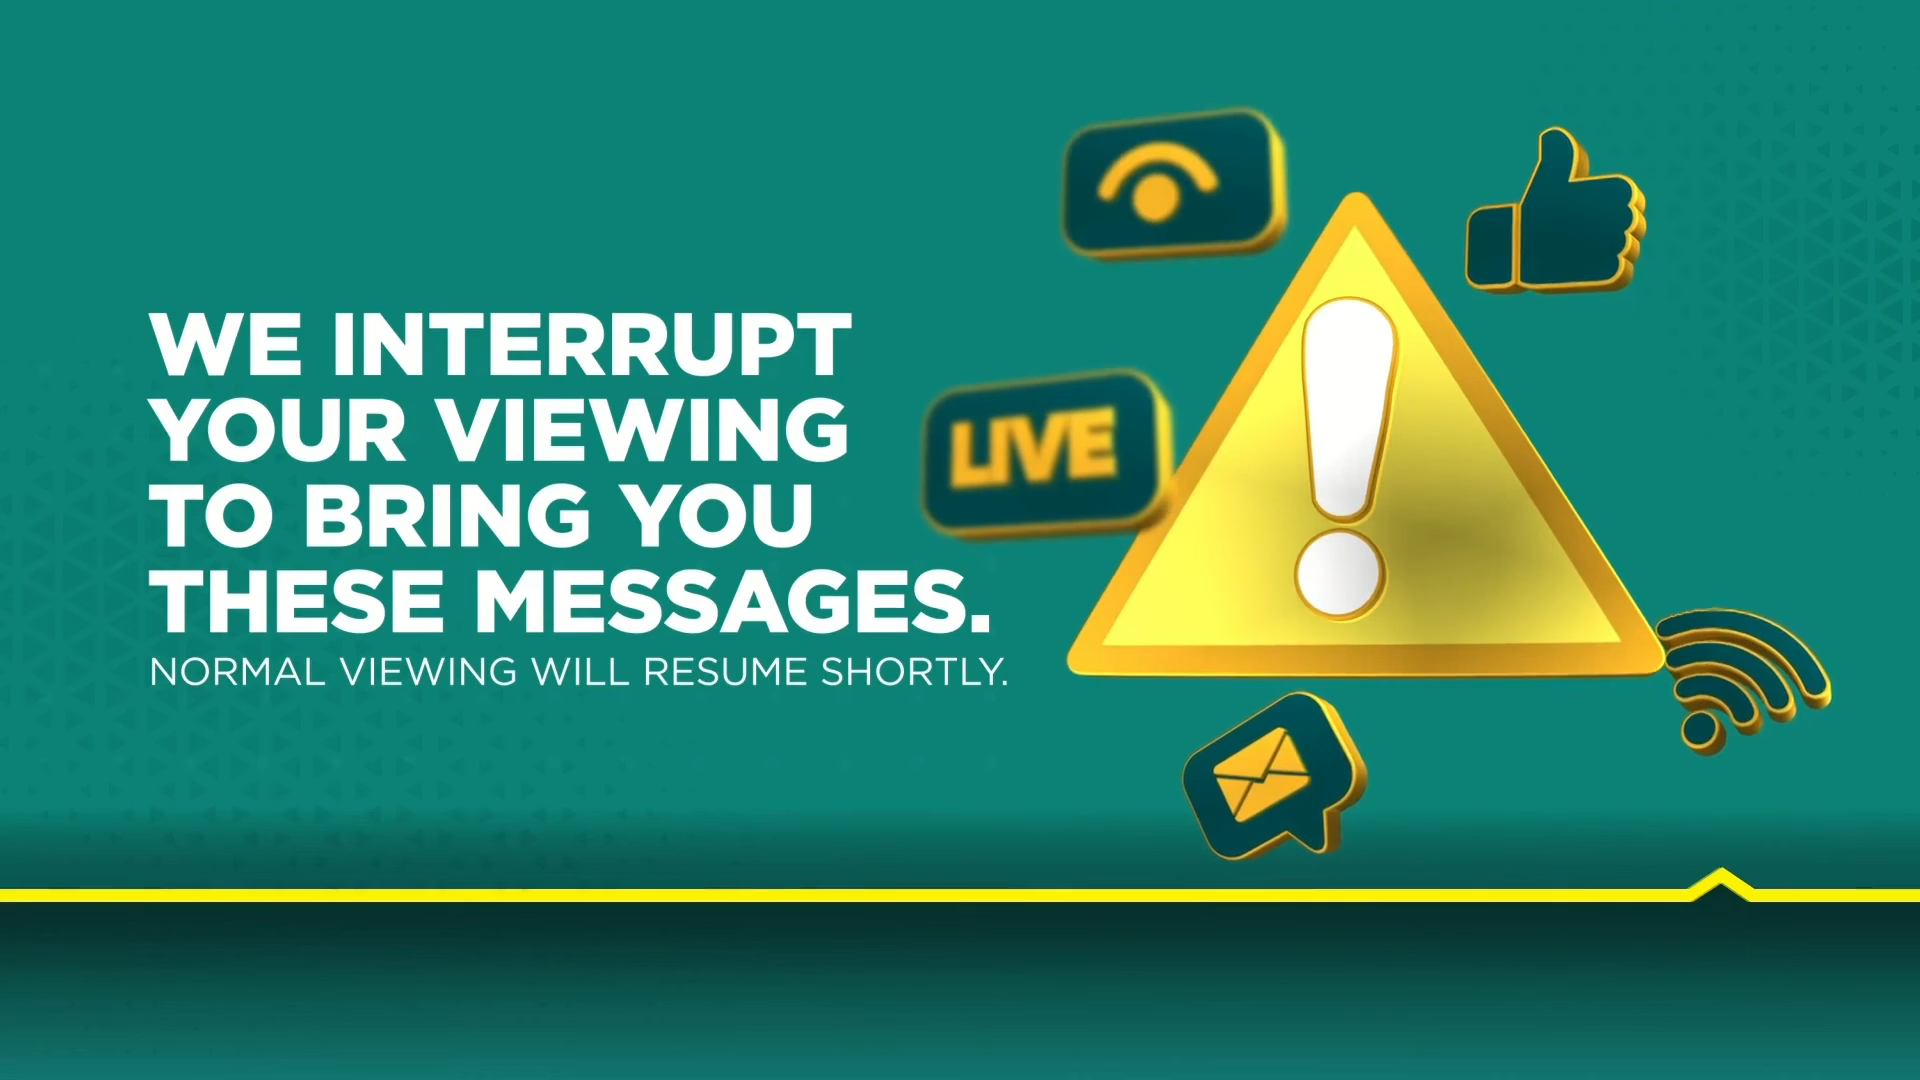 WE INTERRUPT
YOUR VIEWING
TO BRING YOU
THESE MESSAGES.
NORMAL VIEWING WILL RESUME SHORTLY.
LIVE